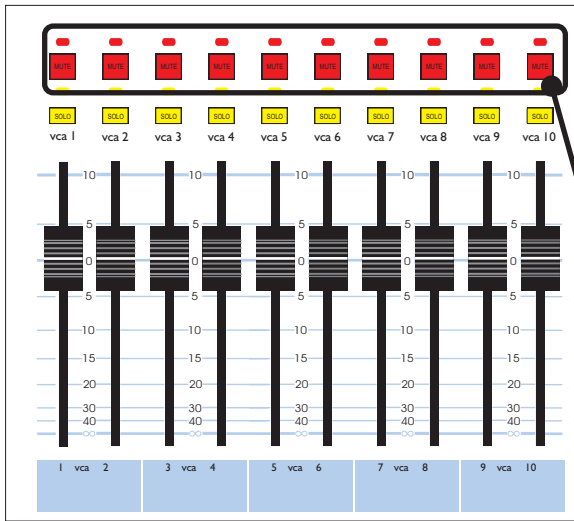 MUTE MUTE MUTE MUTE MUTE MUTE MUTE MUTE MUTE MUTE
SOLO SOLO SOLO SOLO SOLO SOLO SOLO SOLO SOLO SOLO
vca 1 vca 2 vca 3 vca 4 vca 5 vca 6 vca 7 vca 8 vca 9 vca 10
10 10 10 10 10
5 5 5 5 5
0 0 0 0 0
5 5 5 5 5
10 10 10 10 10
15 15 15 15 15
20 20 20 20 20
30 30 30 30 30
40 40 40 40 40
∞ ∞ ∞ ∞ ∞
1 vca 2 3 vca 4 5 vca 6 7 vca 8 9 vca 10